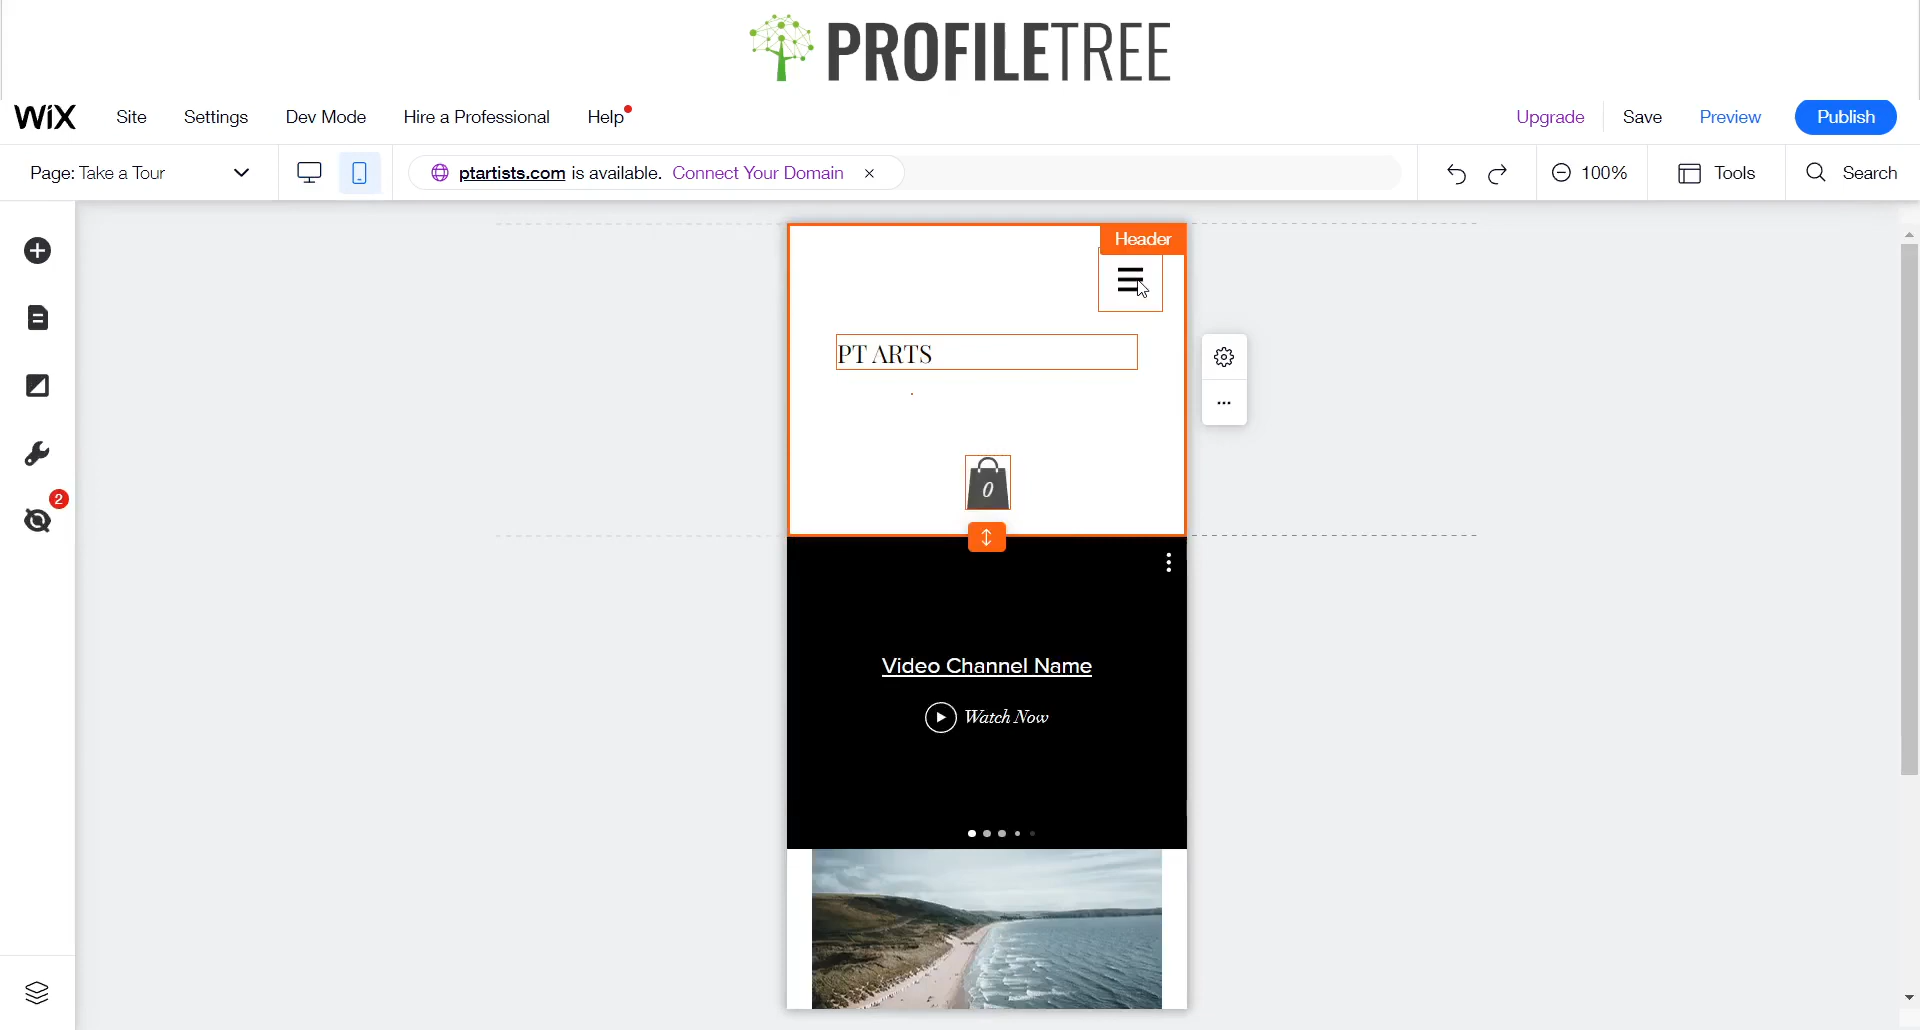 PROFILETREE
WiX
Site
Settings
Dev Mode
Hire a Professional
Help
Upgrade
Save
Preview
Publish
Page: Take a Tour
ptartists.com is available. Connect Your Domain ×
100%
Tools
Search
Header
PT ARTS
0
2
Video Channel Name
Watch Now